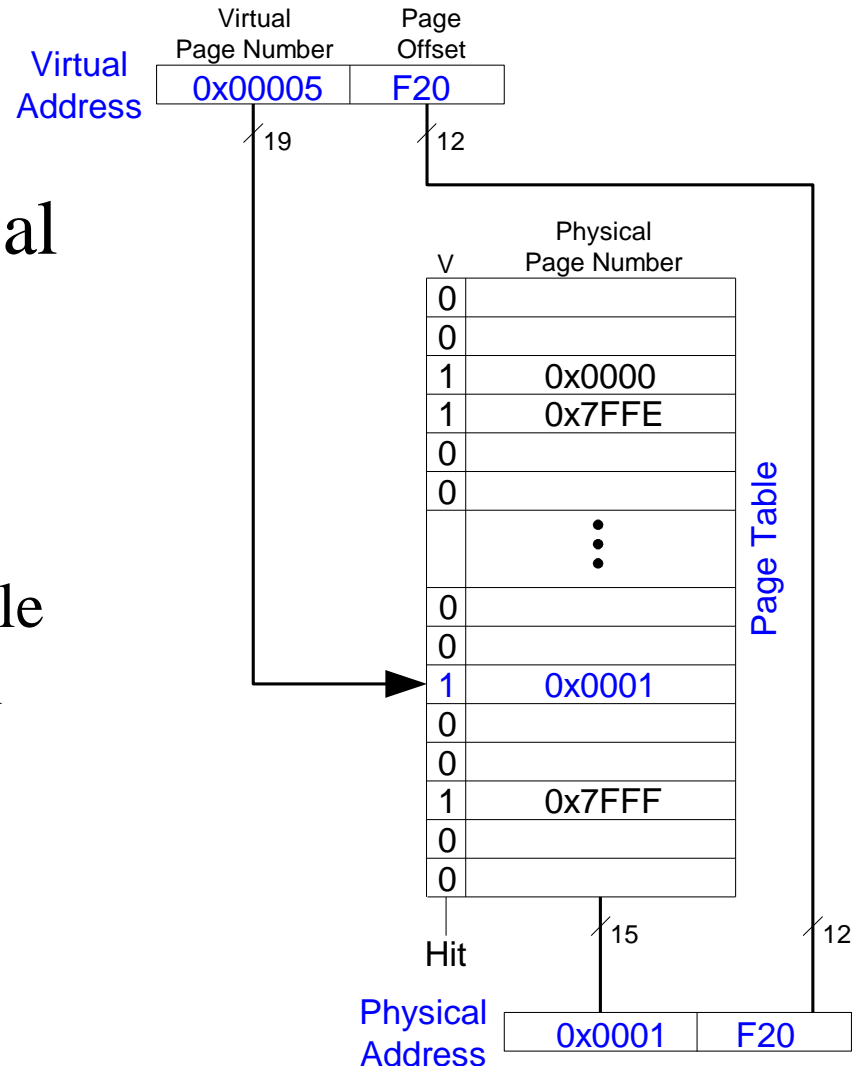 Virtual Page
Page Number Offset
Virtual
Address
0x00005 F20
19 12
al
Physical
Page Number
V
0
0
1 0x0000
1 0x7FFE
0
0
Page Table
le
0
0
1 0x0001
0
0
1 0x7FFF
0
0
15 12
Hit
Physical
Address
0x0001 F20